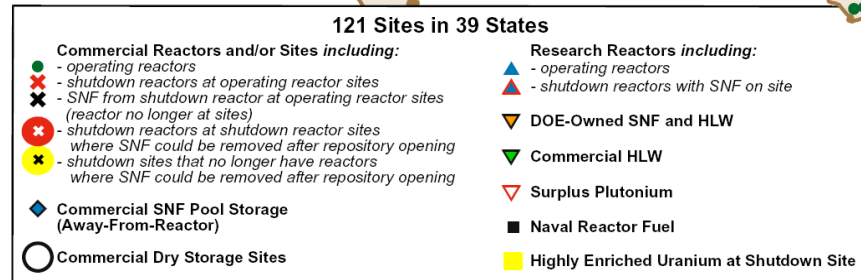 121 Sites in 39 States
Commercial Reactors and/or Sites including:
- operating reactors
- shutdown reactors at operating reactor sites
- SNF from shutdown reactor at operating reactor sites
(reactor no longer at sites)
- shutdown reactors at shutdown reactor sites
where SNF could be removed after repository opening
- shutdown sites that no longer have reactors
where SNF could be removed after repository opening
Commercial SNF Pool Storage
(Away-From-Reactor)
Commercial Dry Storage Sites
Research Reactors including:
- operating reactors
- shutdown reactors with SNF on site
DOE-Owned SNF and HLW
Commercial HLW
Surplus Plutonium
Naval Reactor Fuel
Highly Enriched Uranium at Shutdown Site